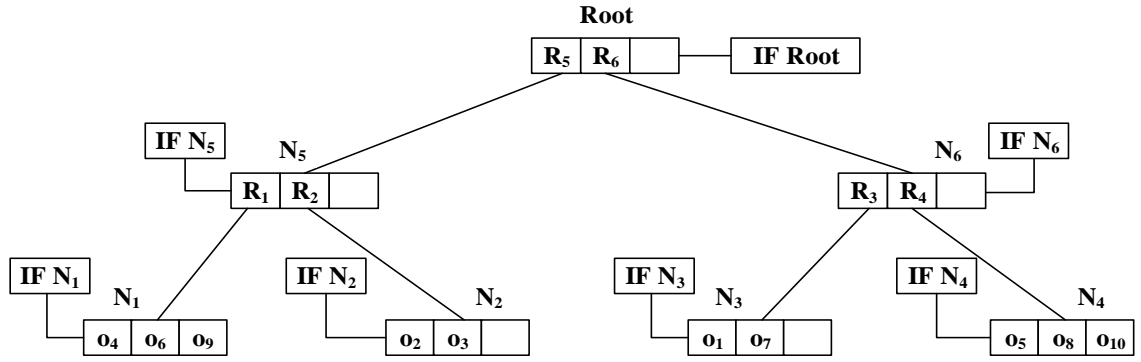 Root
R₅ R₆ IF Root
IF N₅ N₅ N₆ IF N₆
R₁ R₂ R₃ R₄
IF N₁ N₁ IF N₂ N₂ IF N₃ N₃ IF N₄ N₄
o₄ o₆ o₉ o₂ o₃ o₁ o₇ o₅ o₈ o₁₀